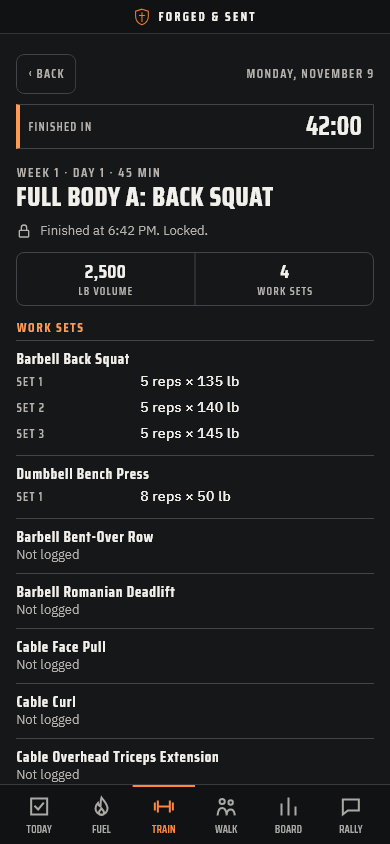 FORGED & SENT
‹ BACK
MONDAY, NOVEMBER 9
FINISHED IN
42:00
WEEK 1 · DAY 1 · 45 MIN
FULL BODY A: BACK SQUAT
Finished at 6:42 PM. Locked.
2,500
LB VOLUME
4
WORK SETS
WORK SETS
Barbell Back Squat
SET 1 5 reps × 135 lb
SET 2 5 reps × 140 lb
SET 3 5 reps × 145 lb
Dumbbell Bench Press
SET 1 8 reps × 50 lb
Barbell Bent-Over Row
Not logged
Barbell Romanian Deadlift
Not logged
Cable Face Pull
Not logged
Cable Curl
Not logged
Cable Overhead Triceps Extension
Not logged
TODAY
FUEL
TRAIN
WALK
BOARD
RALLY